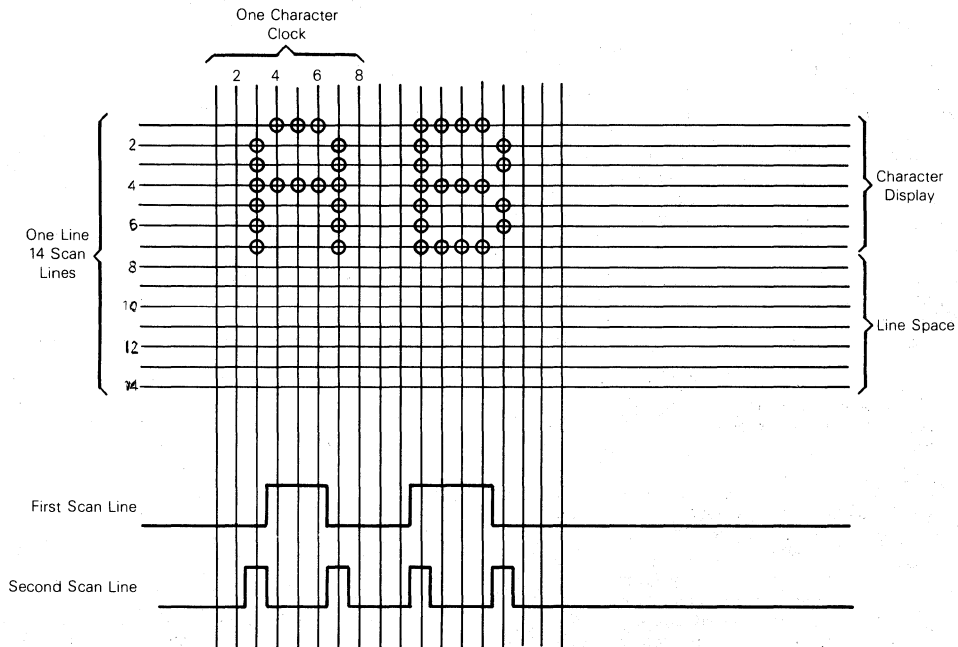 One Character
Clock
2 4 6 8
2
4
6
8
10
12
14
One Line
14 Scan
Lines
Character
Display
Line Space
First Scan Line
Second Scan Line